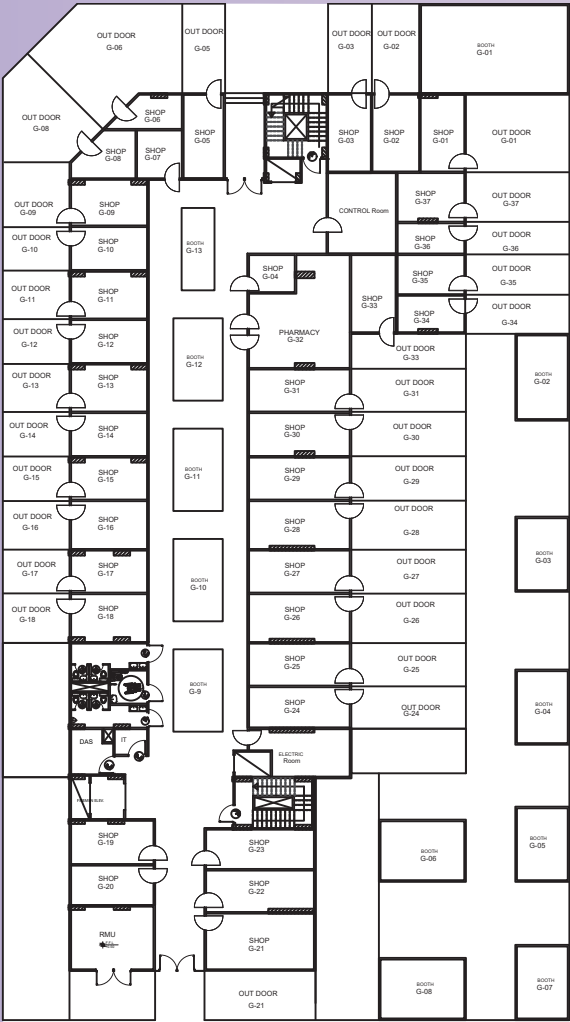 OUT DOOR
G-06
OUT DOOR
G-05
OUT DOOR
G-03
OUT DOOR
G-02
BOOTH
G-01
OUT DOOR
G-08
SHOP
G-06
SHOP
G-08
SHOP
G-07
SHOP
G-05
SHOP
G-03
SHOP
G-02
SHOP
G-01
OUT DOOR
G-01
OUT DOOR
G-09
SHOP
G-09
BOOTH
G-13
CONTROL Room
SHOP
G-37
OUT DOOR
G-37
OUT DOOR
G-10
SHOP
G-10
SHOP
G-36
OUT DOOR
G-36
OUT DOOR
G-11
SHOP
G-11
SHOP
G-04
SHOP
G-33
SHOP
G-35
OUT DOOR
G-35
OUT DOOR
G-12
SHOP
G-12
SHOP
G-34
OUT DOOR
G-34
PHARMACY
G-32
OUT DOOR
G-33
BOOTH
G-12
BOOTH
G-02
OUT DOOR
G-13
SHOP
G-13
SHOP
G-31
OUT DOOR
G-31
OUT DOOR
G-14
SHOP
G-14
SHOP
G-30
OUT DOOR
G-30
OUT DOOR
G-15
SHOP
G-15
BOOTH
G-11
SHOP
G-29
OUT DOOR
G-29
OUT DOOR
G-16
SHOP
G-16
SHOP
G-28
OUT DOOR
G-28
BOOTH
G-03
OUT DOOR
G-17
SHOP
G-17
BOOTH
G-10
SHOP
G-27
OUT DOOR
G-27
OUT DOOR
G-18
SHOP
G-18
SHOP
G-26
OUT DOOR
G-26
BOOTH
G-9
SHOP
G-25
OUT DOOR
G-25
SHOP
G-24
OUT DOOR
G-24
BOOTH
G-04
DAS
IT
ELECTRIC
Room
SHOP
G-19
SHOP
G-23
BOOTH
G-06
BOOTH
G-05
SHOP
G-20
SHOP
G-22
RMU
SHOP
G-21
OUT DOOR
G-21
BOOTH
G-08
BOOTH
G-07